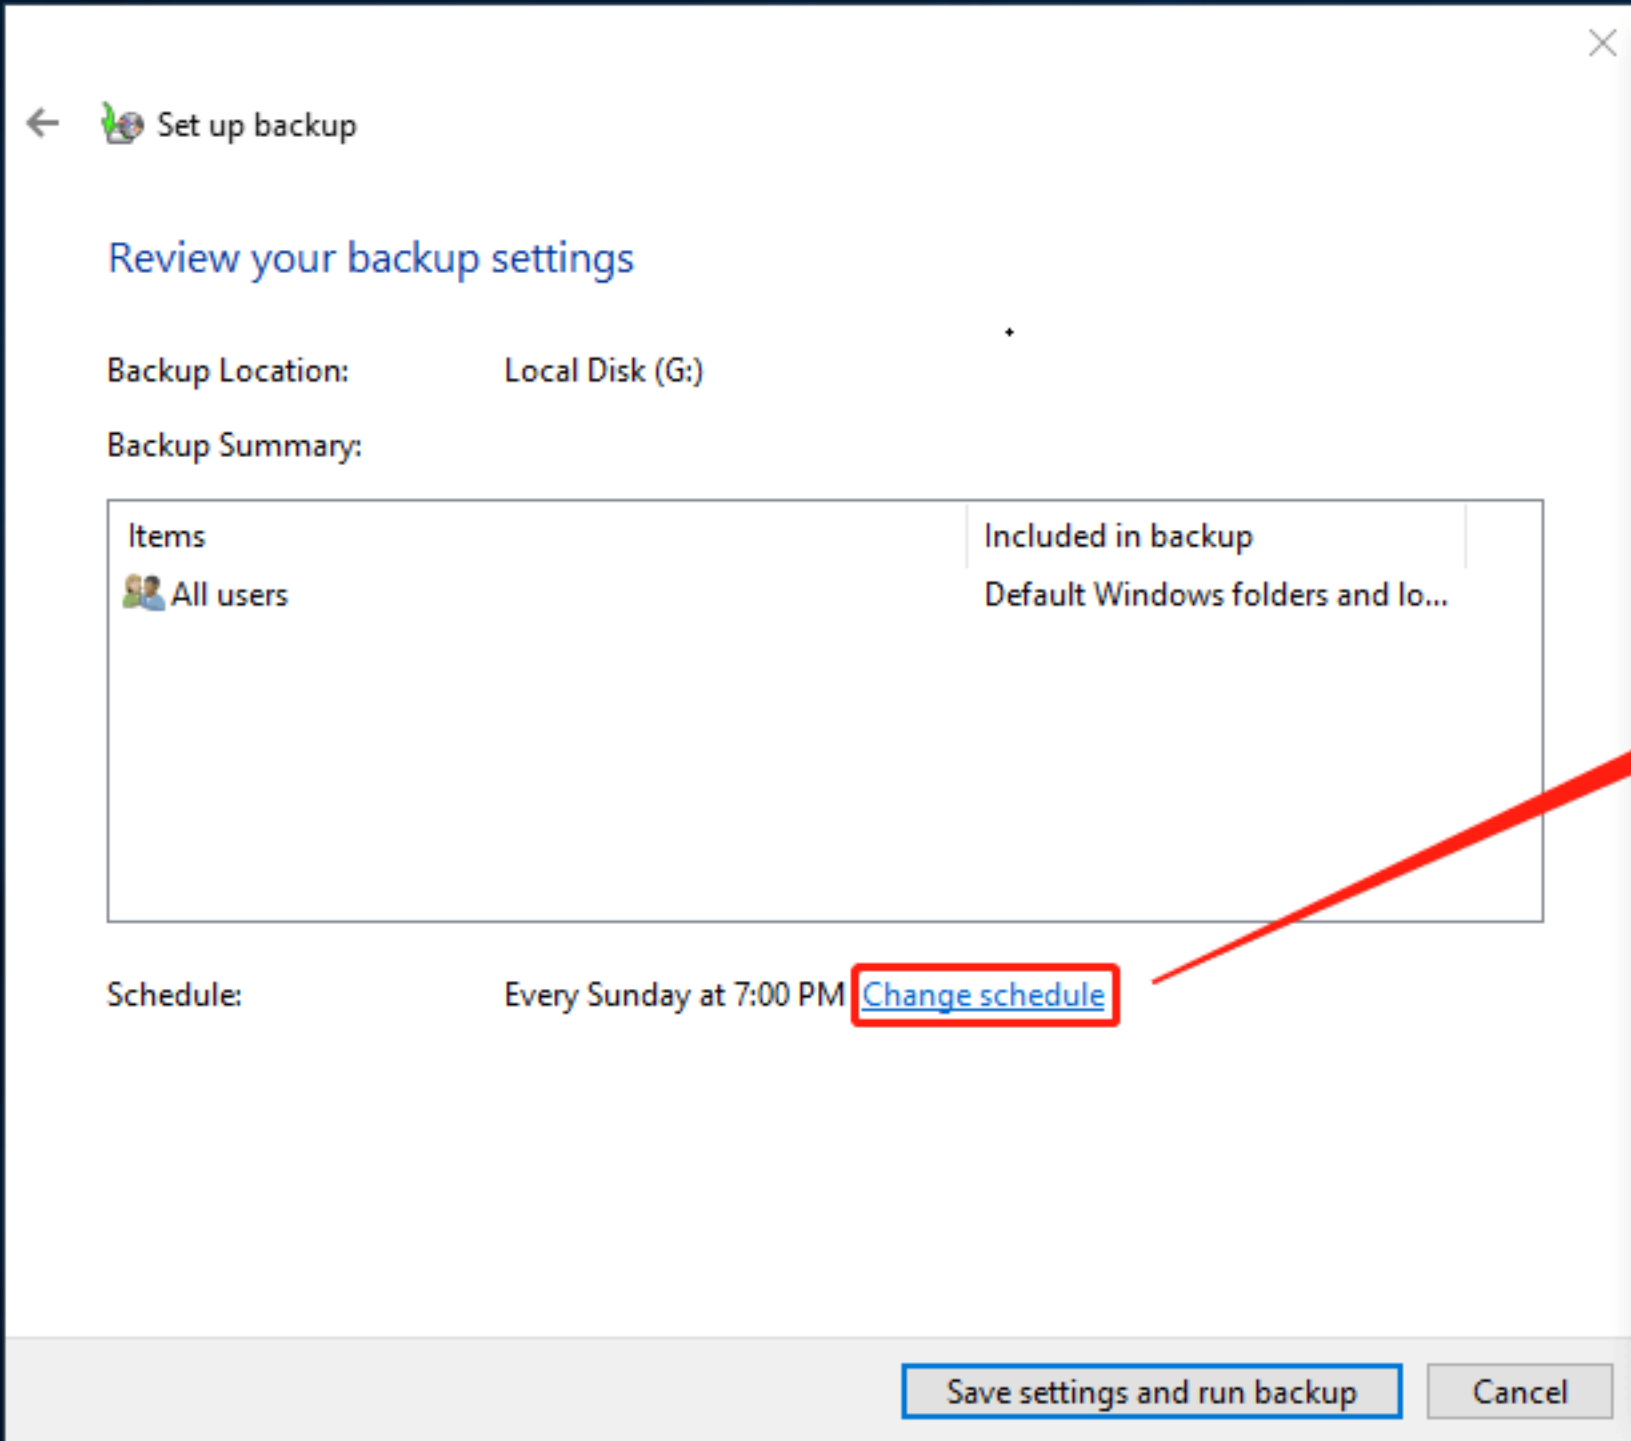 Set up backup
Review your backup settings
Backup Location: Local Disk (G:)
Backup Summary:
Items Included in backup
All users Default Windows folders and lo...
Schedule: Every Sunday at 7:00 PM Change schedule
Save settings and run backup Cancel